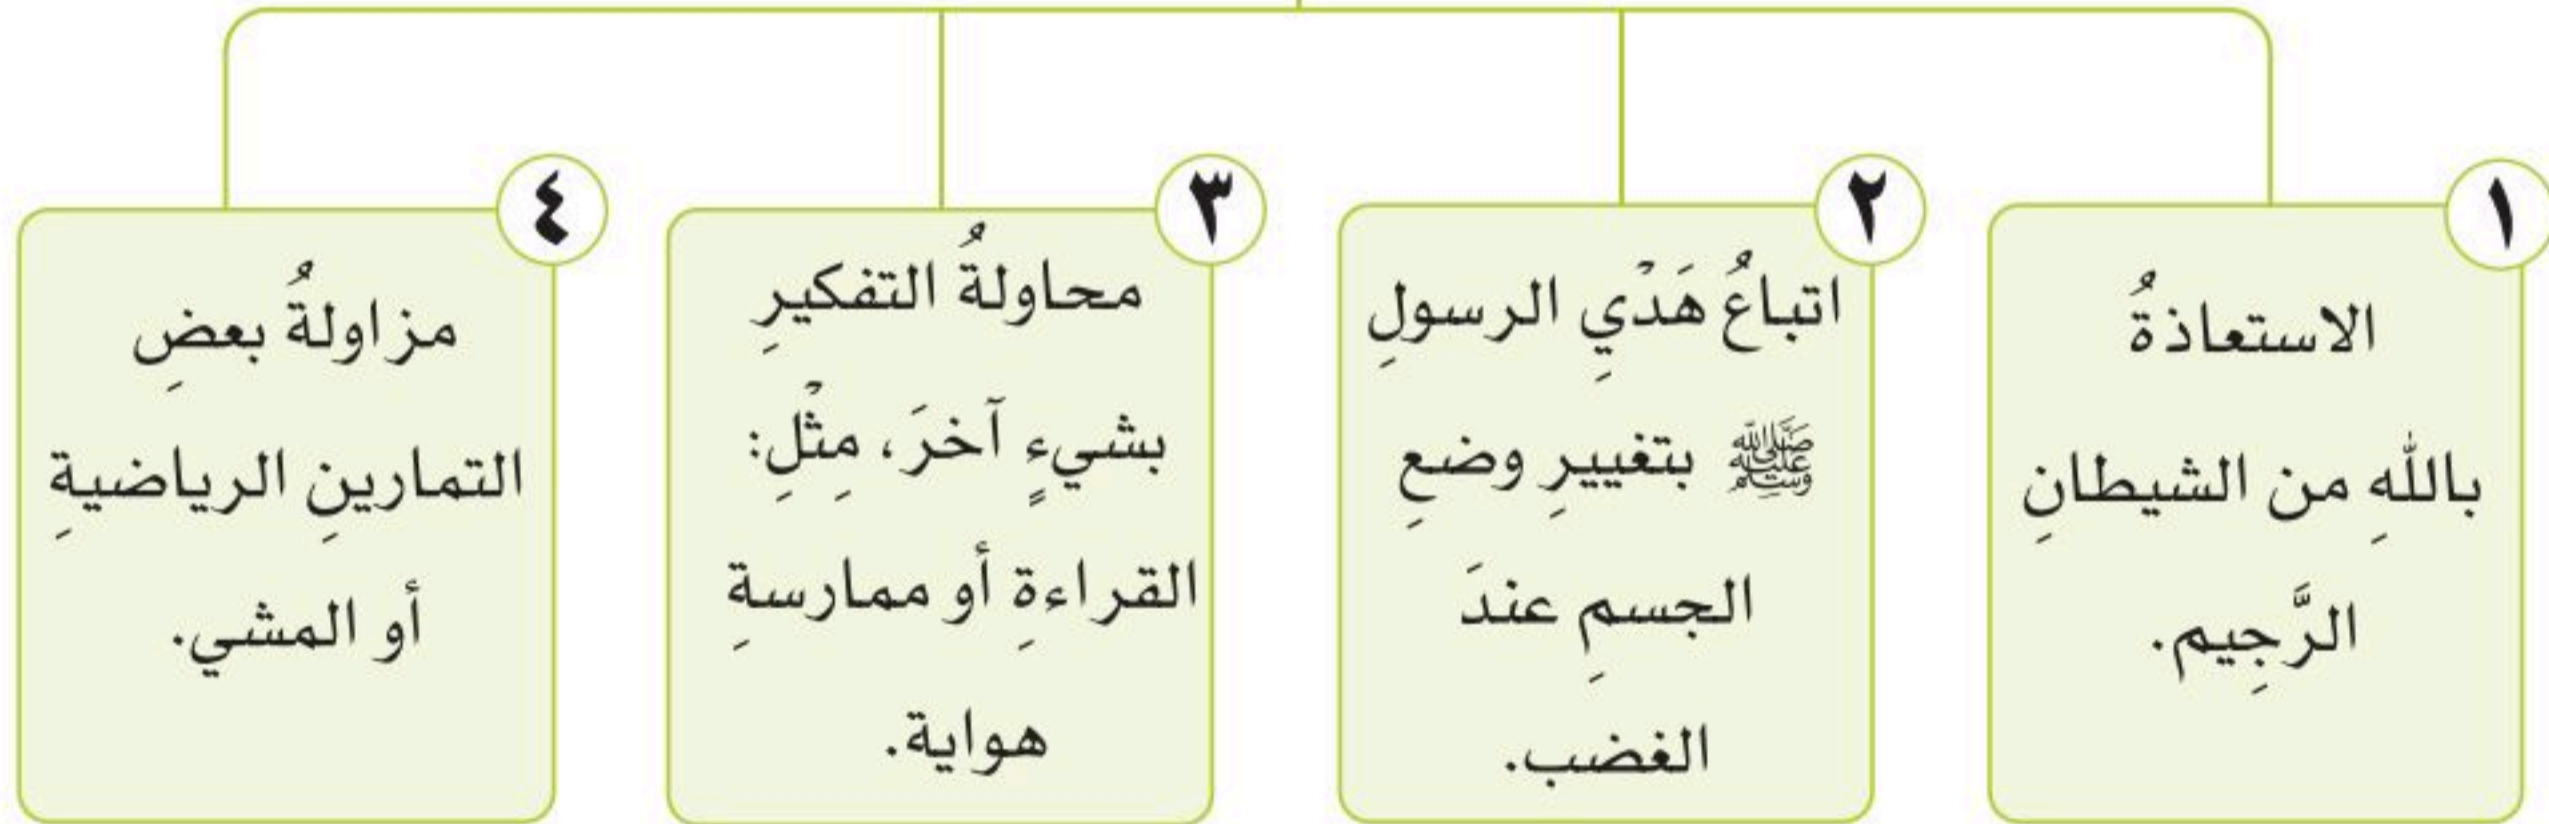 ١
الاستعاذةُ
باللّٰهِ من الشيطانِ
الرَّجِيم.
٢
اتباعُ هَدْيِ الرسولِ
ﷺ بتغييرِ وضعِ
الجسمِ عندَ
الغضب.
٣
محاولةُ التفكيرِ
بشيءٍ آخرَ، مِثْلِ:
القراءةِ أو ممارسةِ
هواية.
٤
مزاولةُ بعضِ
التمارينِ الرياضيةِ
أو المشي.